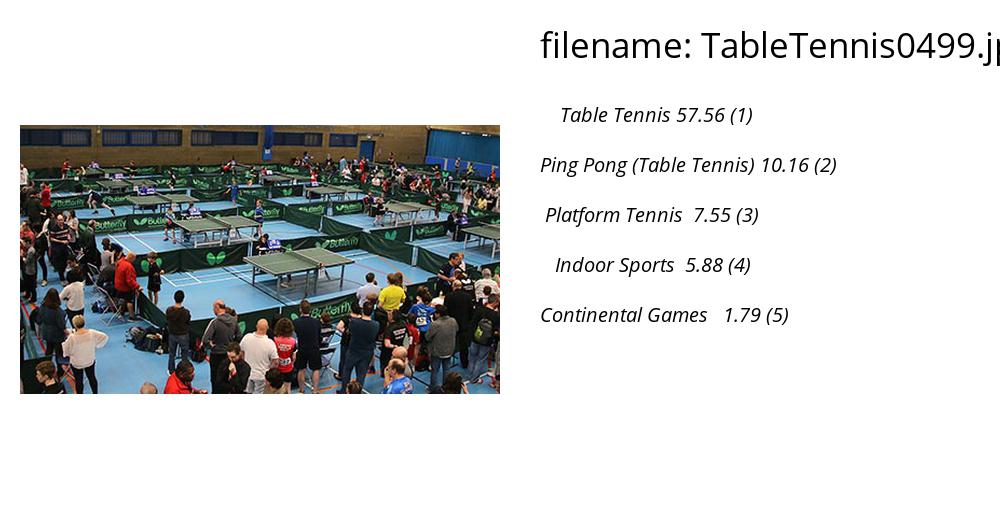 filename: TableTennis0499.jp
Table Tennis 57.56 (1)
Ping Pong (Table Tennis) 10.16 (2)
Platform Tennis 7.55 (3)
Indoor Sports 5.88 (4)
Continental Games 1.79 (5)
Butterfly
Butterfly
Butterfly
Butterfly